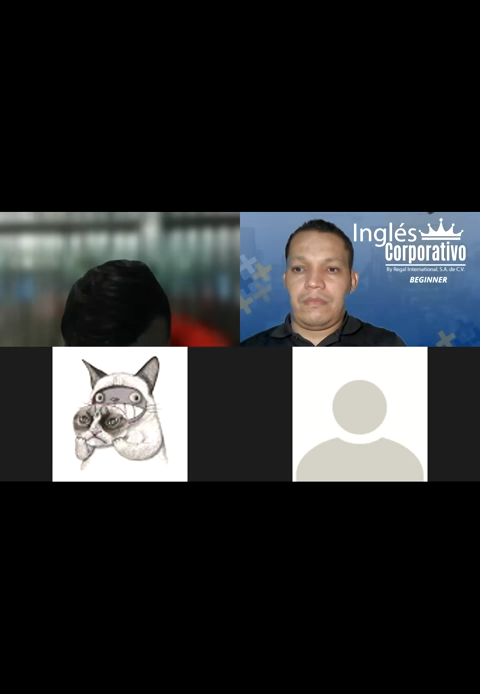 Inglés
Corporativo
By Regal International, S.A. de C.V.
BEGINNER